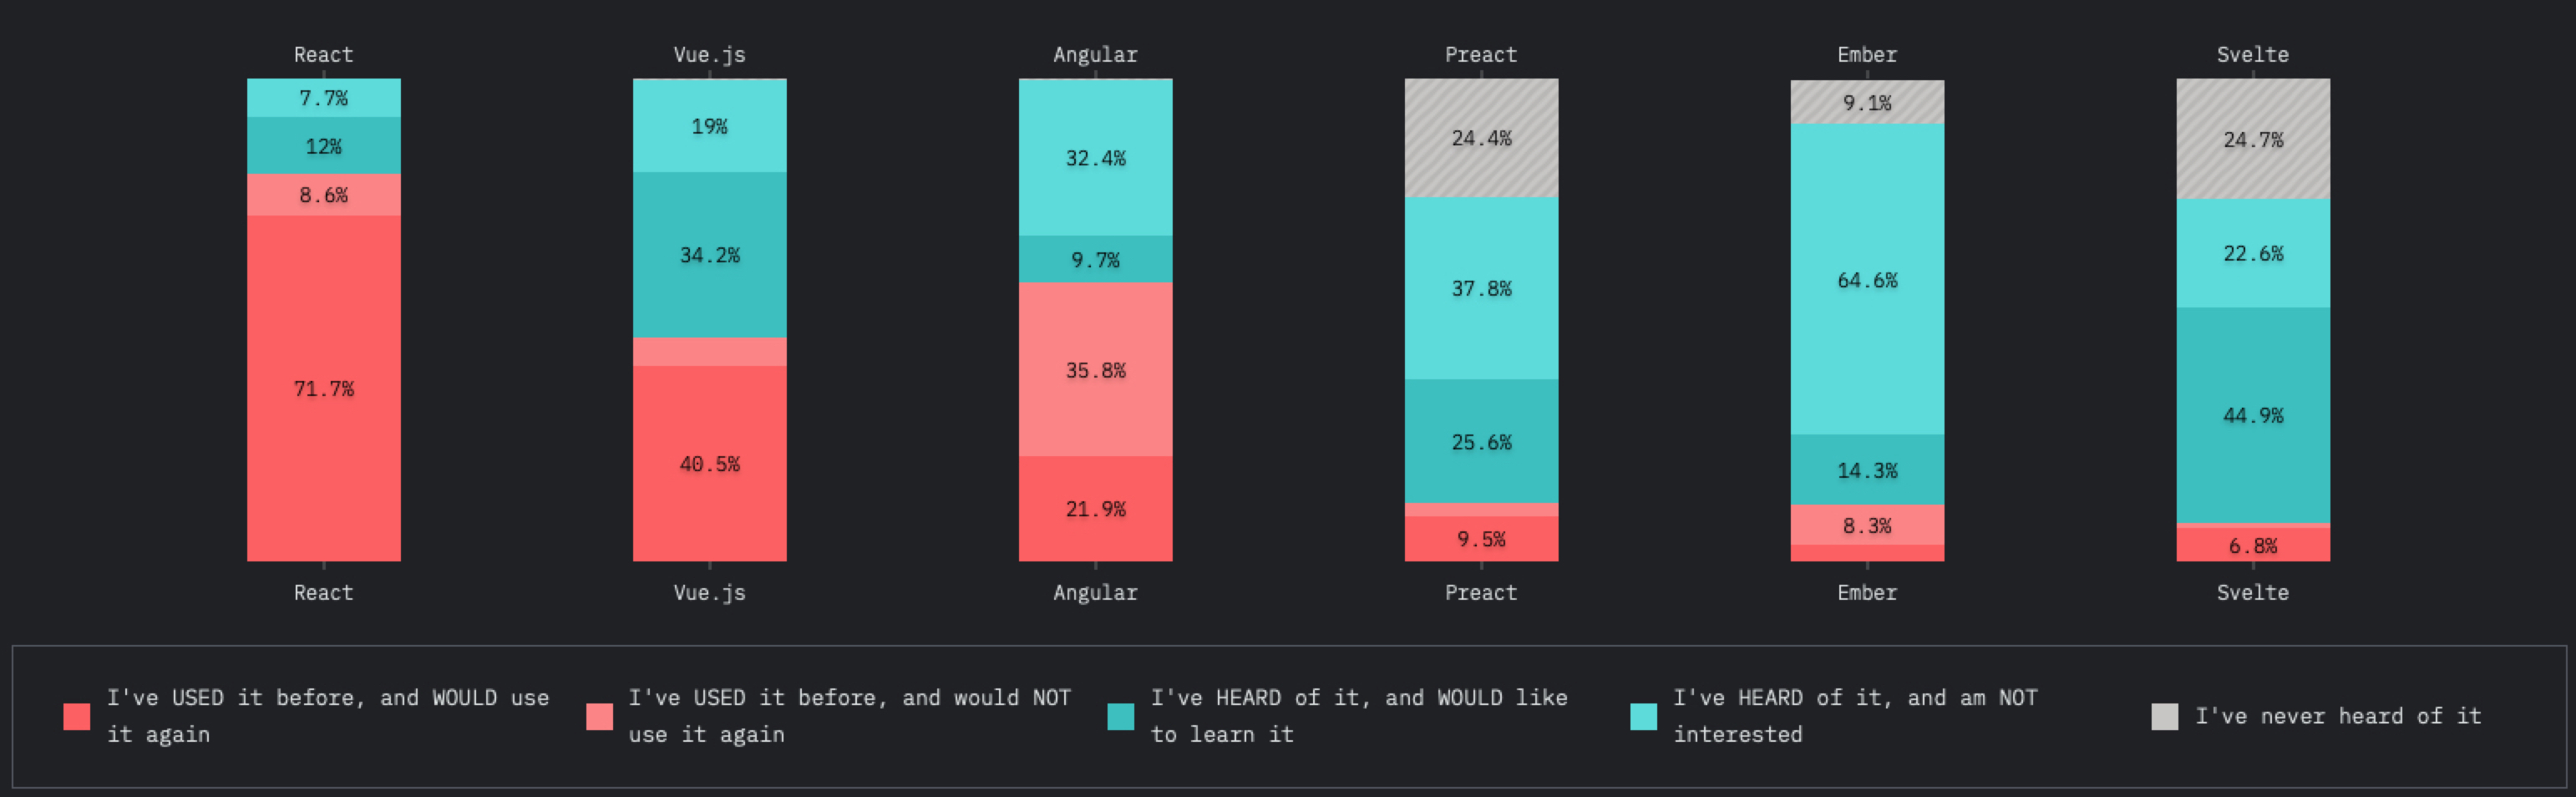 React
Vue.js
Angular
Preact
Ember
Svelte
7.7%
12%
8.6%
71.7%
19%
34.2%
40.5%
32.4%
9.7%
35.8%
21.9%
24.4%
37.8%
25.6%
9.5%
9.1%
64.6%
14.3%
8.3%
24.7%
22.6%
44.9%
6.8%
React
Vue.js
Angular
Preact
Ember
Svelte
I've USED it before, and WOULD use
it again
I've USED it before, and would NOT
use it again
I've HEARD of it, and WOULD like
to learn it
I've HEARD of it, and am NOT
interested
I've never heard of it